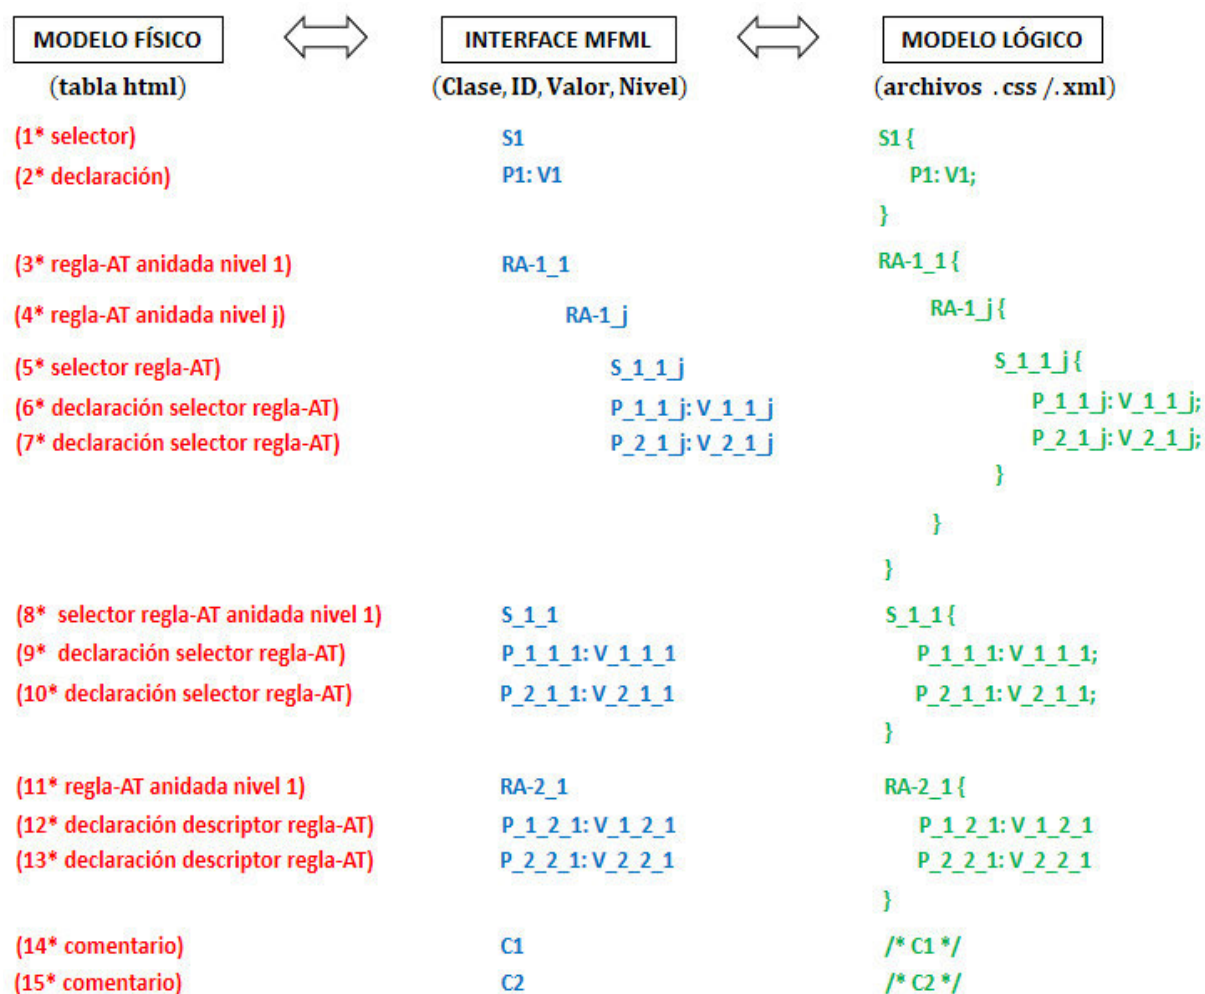 MODELO FÍSICO INTERFACE MFML MODELO LÓGICO
(tabla html) (Clase, ID, Valor, Nivel) (archivos .css /.xml)
(1* selector) S1 S1 {
(2* declaración) P1: V1 P1: V1;
}
(3* regla-AT anidada nivel 1) RA-1_1 RA-1_1 {
(4* regla-AT anidada nivel j) RA-1_j RA-1_j {
(5* selector regla-AT) S_1_1_j S_1_1_j {
(6* declaración selector regla-AT) P_1_1_j: V_1_1_j P_1_1_j: V_1_1_j;
(7* declaración selector regla-AT) P_2_1_j: V_2_1_j P_2_1_j: V_2_1_j;
}
}
}
(8* selector regla-AT anidada nivel 1) S_1_1 S_1_1 {
(9* declaración selector regla-AT) P_1_1_1: V_1_1_1 P_1_1_1: V_1_1_1;
(10* declaración selector regla-AT) P_2_1_1: V_2_1_1 P_2_1_1: V_2_1_1;
}
(11* regla-AT anidada nivel 1) RA-2_1 RA-2_1 {
(12* declaración descriptor regla-AT) P_1_2_1: V_1_2_1 P_1_2_1: V_1_2_1
(13* declaración descriptor regla-AT) P_2_2_1: V_2_2_1 P_2_2_1: V_2_2_1
}
(14* comentario) C1 /* C1 */
(15* comentario) C2 /* C2 */